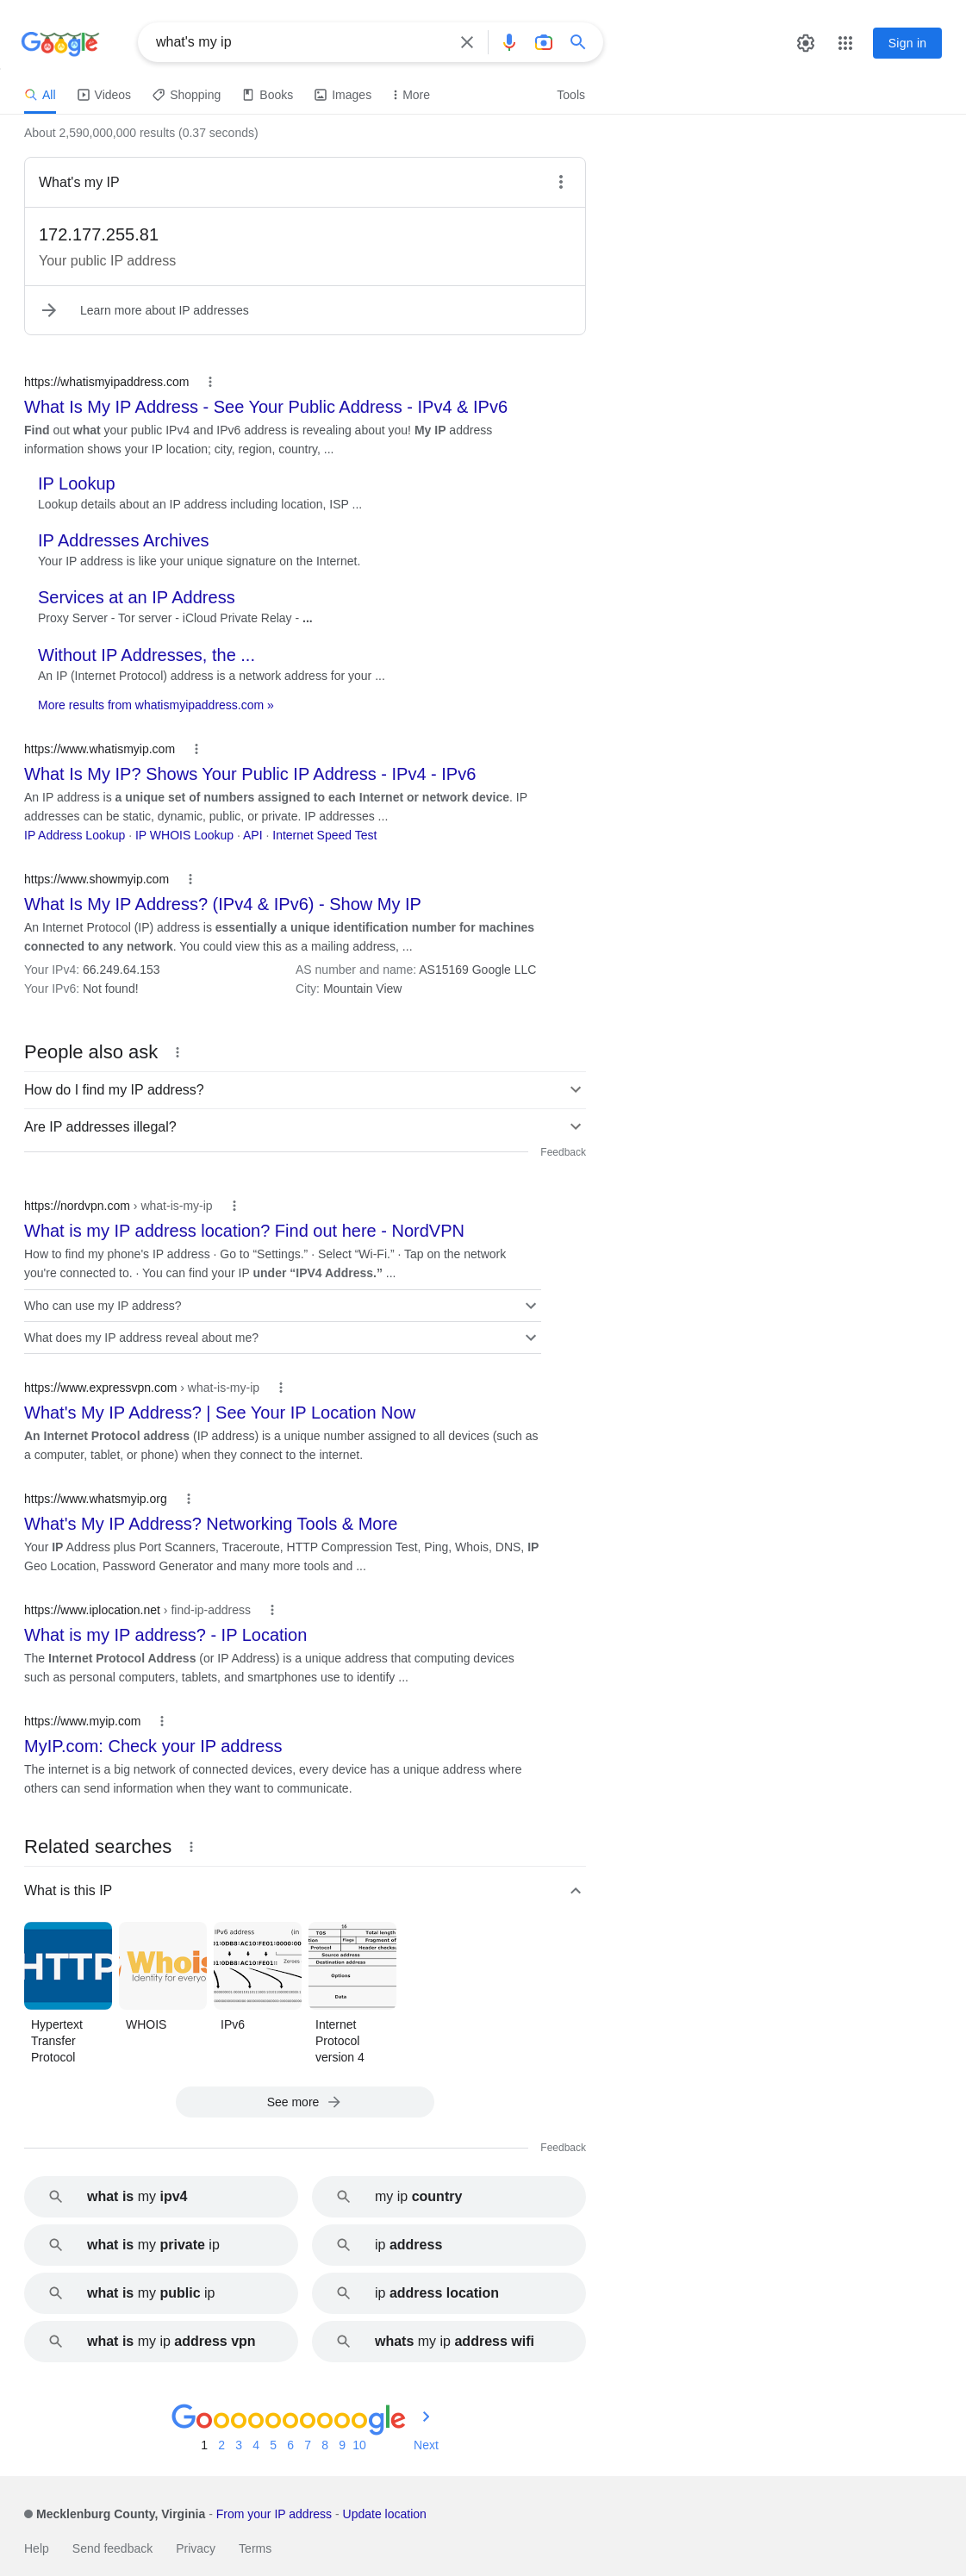 Google
what's my ip
Sign in
All
Videos
Shopping
Books
Images
More
Tools
About 2,590,000,000 results (0.37 seconds)
What's my IP
172.177.255.81
Your public IP address
Learn more about IP addresses
https://whatismyipaddress.com
What Is My IP Address - See Your Public Address - IPv4 & IPv6
Find out what your public IPv4 and IPv6 address is revealing about you! My IP address
information shows your IP location; city, region, country, ...
IP Lookup
Lookup details about an IP address including location, ISP ...
IP Addresses Archives
Your IP address is like your unique signature on the Internet.
Services at an IP Address
Proxy Server - Tor server - iCloud Private Relay - ...
Without IP Addresses, the ...
An IP (Internet Protocol) address is a network address for your ...
More results from whatismyipaddress.com »
https://www.whatismyip.com
What Is My IP? Shows Your Public IP Address - IPv4 - IPv6
An IP address is a unique set of numbers assigned to each Internet or network device. IP
addresses can be static, dynamic, public, or private. IP addresses ...
IP Address Lookup · IP WHOIS Lookup · API · Internet Speed Test
https://www.showmyip.com
What Is My IP Address? (IPv4 & IPv6) - Show My IP
An Internet Protocol (IP) address is essentially a unique identification number for machines
connected to any network. You could view this as a mailing address, ...
Your IPv4: 66.249.64.153
AS number and name: AS15169 Google LLC
Your IPv6: Not found!
City: Mountain View
People also ask
How do I find my IP address?
Are IP addresses illegal?
Feedback
https://nordvpn.com › what-is-my-ip
What is my IP address location? Find out here - NordVPN
How to find my phone's IP address · Go to “Settings.” · Select “Wi-Fi.” · Tap on the network
you're connected to. · You can find your IP under “IPV4 Address.” ...
Who can use my IP address?
What does my IP address reveal about me?
https://www.expressvpn.com › what-is-my-ip
What's My IP Address? | See Your IP Location Now
An Internet Protocol address (IP address) is a unique number assigned to all devices (such as
a computer, tablet, or phone) when they connect to the internet.
https://www.whatsmyip.org
What's My IP Address? Networking Tools & More
Your IP Address plus Port Scanners, Traceroute, HTTP Compression Test, Ping, Whois, DNS, IP
Geo Location, Password Generator and many more tools and ...
https://www.iplocation.net › find-ip-address
What is my IP address? - IP Location
The Internet Protocol Address (or IP Address) is a unique address that computing devices
such as personal computers, tablets, and smartphones use to identify ...
https://www.myip.com
MyIP.com: Check your IP address
The internet is a big network of connected devices, every device has a unique address where
others can send information when they want to communicate.
Related searches
What is this IP
HTTP
Whois
Identity for everyo
IPv6 address (in
Zeroes
16
TOS Total length
Flags Fragment of
Protocol Header checksu
Source address
Destination address
Options
Data
Hypertext
Transfer
Protocol
WHOIS
IPv6
Internet
Protocol
version 4
See more
Feedback
what is my ipv4
my ip country
what is my private ip
ip address
what is my public ip
ip address location
what is my ip address vpn
whats my ip address wifi
Goooooooooogle
1 2 3 4 5 6 7 8 9 10 Next
Mecklenburg County, Virginia - From your IP address - Update location
Help Send feedback Privacy Terms